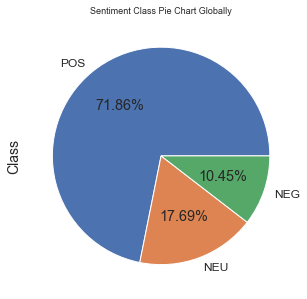 Sentiment Class Pie Chart Globally
POS
71.86%
Class
10.45%
NEG
17.69%
NEU